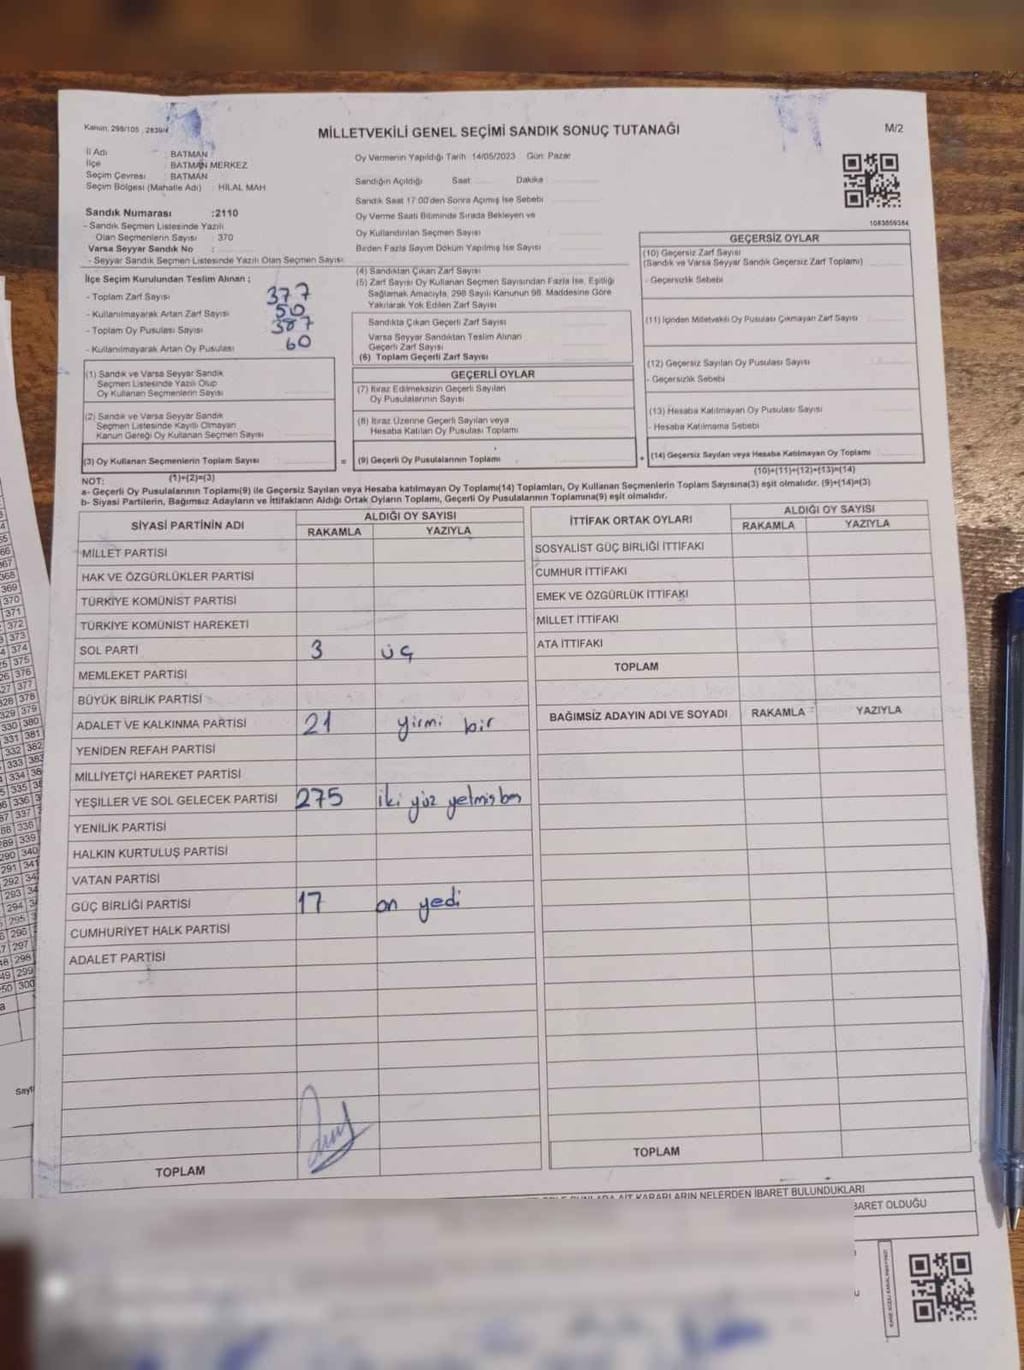 Kanun: 298/105 , 2839/4
MİLLETVEKİLİ GENEL SEÇİMİ SANDIK SONUÇ TUTANAĞI
M/2
İl Adı : BATMAN
İlçe : BATMAN MERKEZ
Seçim Çevresi : BATMAN
Seçim Bölgesi (Mahalle Adı) : HİLAL MAH
Sandık Numarası :2110
- Sandık Seçmen Listesinde Yazılı
Olan Seçmenlerin Sayısı : 370
Varsa Seyyar Sandık No :
- Seyyar Sandık Seçmen Listesinde Yazılı Olan Seçmen Sayısı:
Oy Vermenin Yapıldığı Tarih 14/05/2023 Gün: Pazar
Sandığın Açıldığı Saat: Dakika:
Sandık Saat 17:00'den Sonra Açımış İse Sebebi
Oy Verme Saati Bitiminde Sırada Bekleyen ve
Oy Kullandırılan Seçmen Sayısı
Birden Fazla Sayım Döküm Yapılmış İse Sayısı
1083659384
İlçe Seçim Kurulundan Teslim Alınan ;
- Toplam Zarf Sayısı 377
- Kullanılmayarak Artan Zarf Sayısı 50
- Toplam Oy Pusulası Sayısı 387
- Kullanılmayarak Artan Oy Pusulası 60
(1) Sandık ve Varsa Seyyar Sandık
Seçmen Listesinde Yazılı Olup
Oy Kullanan Seçmenlerin Sayısı
(2) Sandık ve Varsa Seyyar Sandık
Seçmen Listesinde Kayıtlı Olmayan
Kanun Gereği Oy Kullanan Seçmen Sayısı
(3) Oy Kullanan Seçmenlerin Toplam Sayısı
(1)+(2)=(3)
(4) Sandıktan Çıkan Zarf Sayısı
(5) Zarf Sayısı Oy Kullanan Seçmen Sayısından Fazla İse, Eşitliği
Sağlamak Amacıyla, 298 Sayılı Kanunun 98. Maddesine Göre
Yakılarak Yok Edilen Zarf Sayısı
Sandıkta Çıkan Geçerli Zarf Sayısı
Varsa Seyyar Sandıktan Teslim Alınan
Geçerli Zarf Sayısı
(6) Toplam Geçerli Zarf Sayısı
GEÇERLİ OYLAR
(7) İtiraz Edilmeksizin Geçerli Sayılan
Oy Pusulalarının Sayısı
(8) İtiraz Üzerine Geçerli Sayılan veya
Hesaba Katılan Oy Pusulası Toplamı
= (9) Geçerli Oy Pusulalarının Toplamı
GEÇERSİZ OYLAR
(10) Geçersiz Zarf Sayısı
(Sandık ve Varsa Seyyar Sandık Geçersiz Zarf Toplamı)
- Geçersizlik Sebebi
(11) İçinden Milletvekili Oy Pusulası Çıkmayan Zarf Sayısı
(12) Geçersiz Sayılan Oy Pusulası Sayısı
- Geçersizlik Sebebi
(13) Hesaba Katılmayan Oy Pusulası Sayısı
- Hesaba Katılmama Sebebi
+ (14) Geçersiz Sayılan veya Hesaba Katılmayan Oy Toplamı
(10)+(11)+(12)+(13)=(14)
NOT:
a- Geçerli Oy Pusulalarının Toplamı(9) ile Geçersiz Sayılan veya Hesaba katılmayan Oy Toplamı(14) Toplamları, Oy Kullanan Seçmenlerin Toplam Sayısına(3) eşit olmalıdır. (9)+(14)=(3)
b- Siyasi Partilerin, Bağımsız Adayların ve İttifakların Aldığı Ortak Oyların Toplamı, Geçerli Oy Pusulalarının Toplamına(9) eşit olmalıdır.
SİYASİ PARTİNİN ADI ALDIĞI OY SAYISI
RAKAMLA YAZIYLA
MİLLET PARTİSİ
HAK VE ÖZGÜRLÜKLER PARTİSİ
TÜRKİYE KOMÜNİST PARTİSİ
TÜRKİYE KOMÜNİST HAREKETİ
SOL PARTİ 3 üç
MEMLEKET PARTİSİ
BÜYÜK BİRLİK PARTİSİ
ADALET VE KALKINMA PARTİSİ 21 yirmi bir
YENİDEN REFAH PARTİSİ
MİLLİYETÇİ HAREKET PARTİSİ
YEŞİLLER VE SOL GELECEK PARTİSİ 275 iki yüz yetmiş beş
YENİLİK PARTİSİ
HALKIN KURTULUŞ PARTİSİ
VATAN PARTİSİ
GÜÇ BİRLİĞİ PARTİSİ 17 on yedi
CUMHURİYET HALK PARTİSİ
ADALET PARTİSİ
TOPLAM
İTTİFAK ORTAK OYLARI ALDIĞI OY SAYISI
RAKAMLA YAZIYLA
SOSYALİST GÜÇ BİRLİĞİ İTTİFAKI
CUMHUR İTTİFAKI
EMEK VE ÖZGÜRLÜK İTTİFAKI
MİLLET İTTİFAKI
ATA İTTİFAKI
TOPLAM
BAĞIMSIZ ADAYIN ADI VE SOYADI RAKAMLA YAZIYLA
TOPLAM
KARARLARIN NELERDEN İBARET BULUNDUKLARI
BARET OLDUĞU